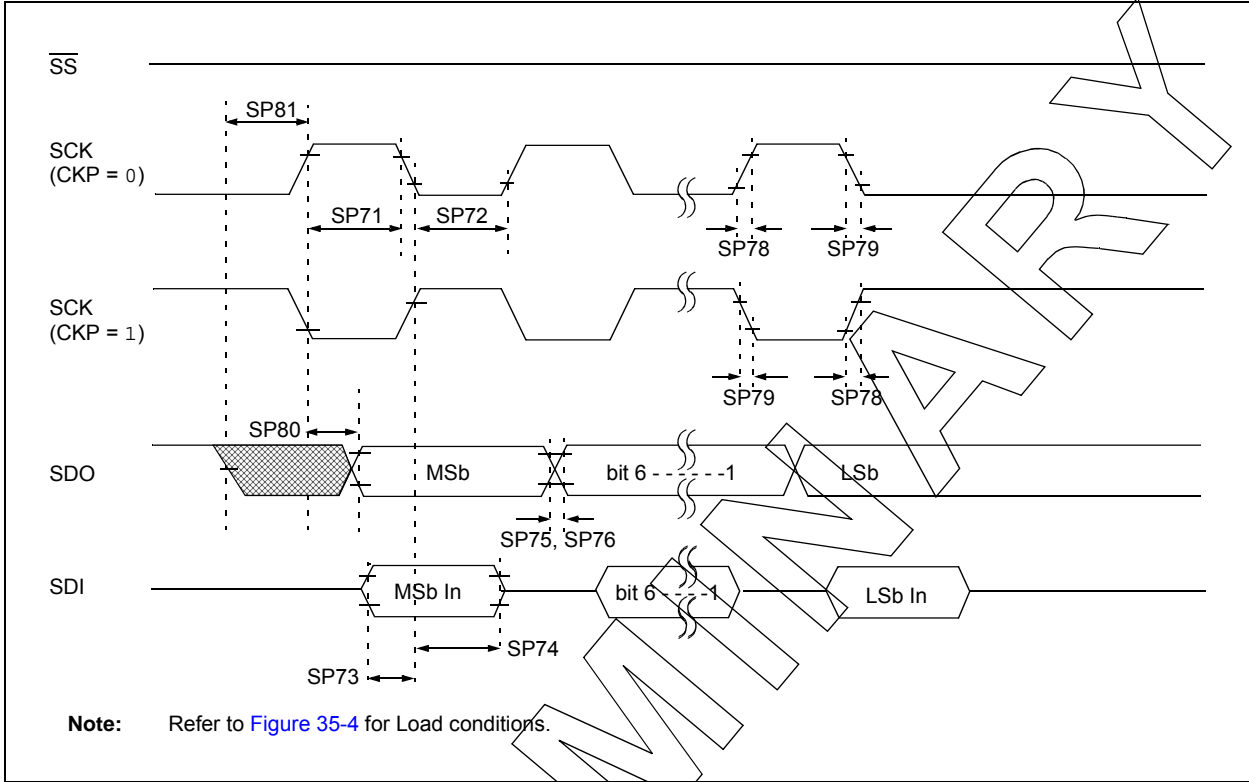 SS
SP81
SCK
(CKP = 0)
SP71
SP72
SP78
SP79
SCK
(CKP = 1)
SP79
SP78
SP80
SDO
MSb
bit 6 - - - - - -1
LSb
SP75, SP76
SDI
MSb In
bit 6 - - - - -1
LSb In
SP74
SP73
Note: Refer to Figure 35-4 for Load conditions.
MINARY